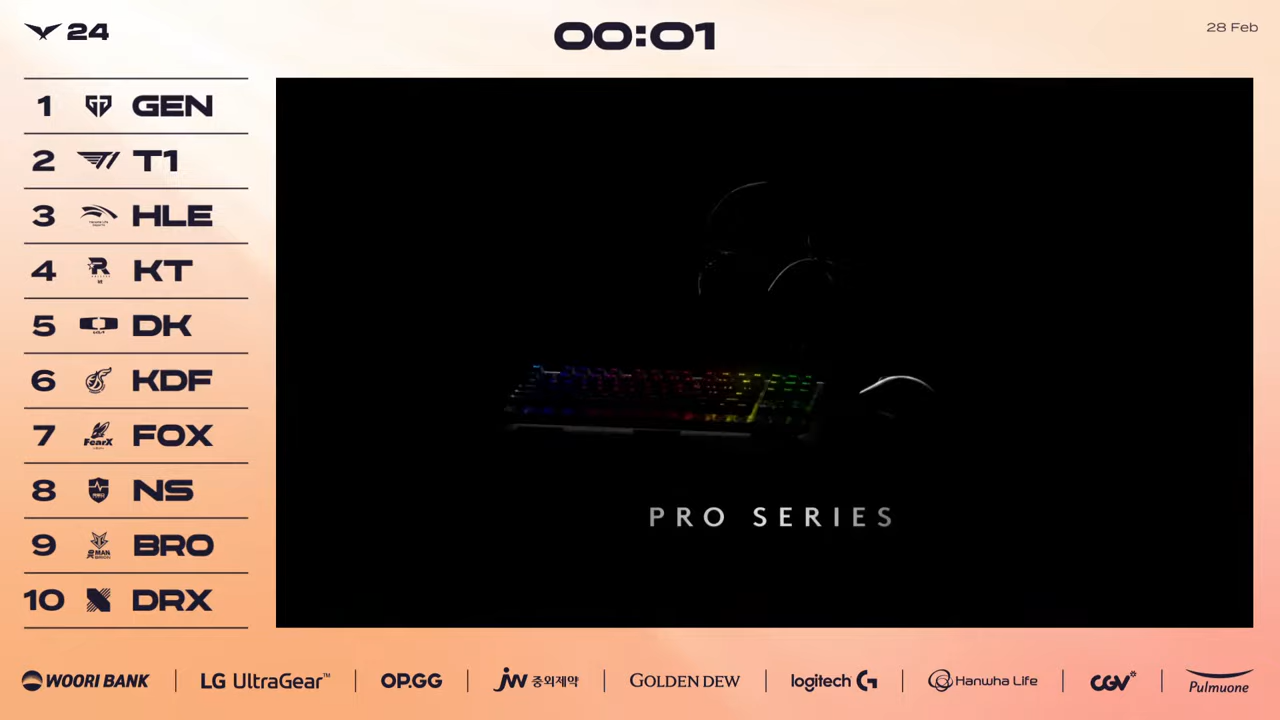 24
00:01
28 Feb
1 GEN
2 T1
3 HLE
4 KT
5 DK
6 KDF
7 FearX FOX
8 NS
9 BRO
10 DRX
PRO SERIES
WOORI BANK
LG UltraGear™
OP.GG
JW 중외제약
GOLDEN DEW
logitech G
Hanwha Life
CGV
Pulmuone